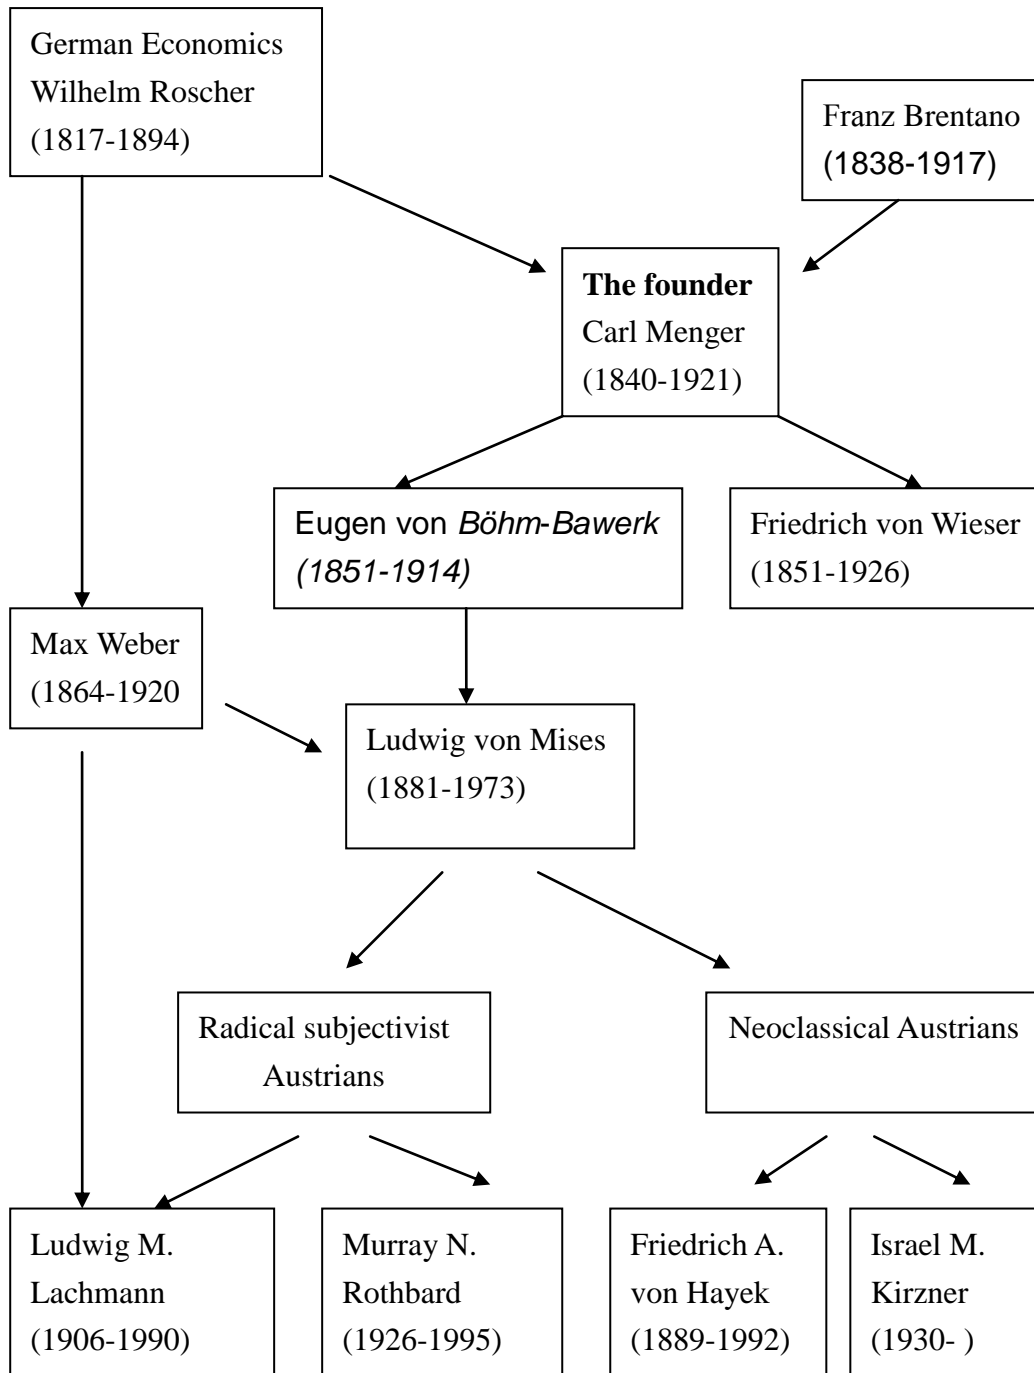 German Economics
Wilhelm Roscher
(1817-1894)
Franz Brentano
(1838-1917)
The founder
Carl Menger
(1840-1921)
Eugen von Böhm-Bawerk
(1851-1914)
Friedrich von Wieser
(1851-1926)
Max Weber
(1864-1920
Ludwig von Mises
(1881-1973)
Radical subjectivist
Austrians
Neoclassical Austrians
Ludwig M.
Lachmann
(1906-1990)
Murray N.
Rothbard
(1926-1995)
Friedrich A.
von Hayek
(1889-1992)
Israel M.
Kirzner
(1930- )